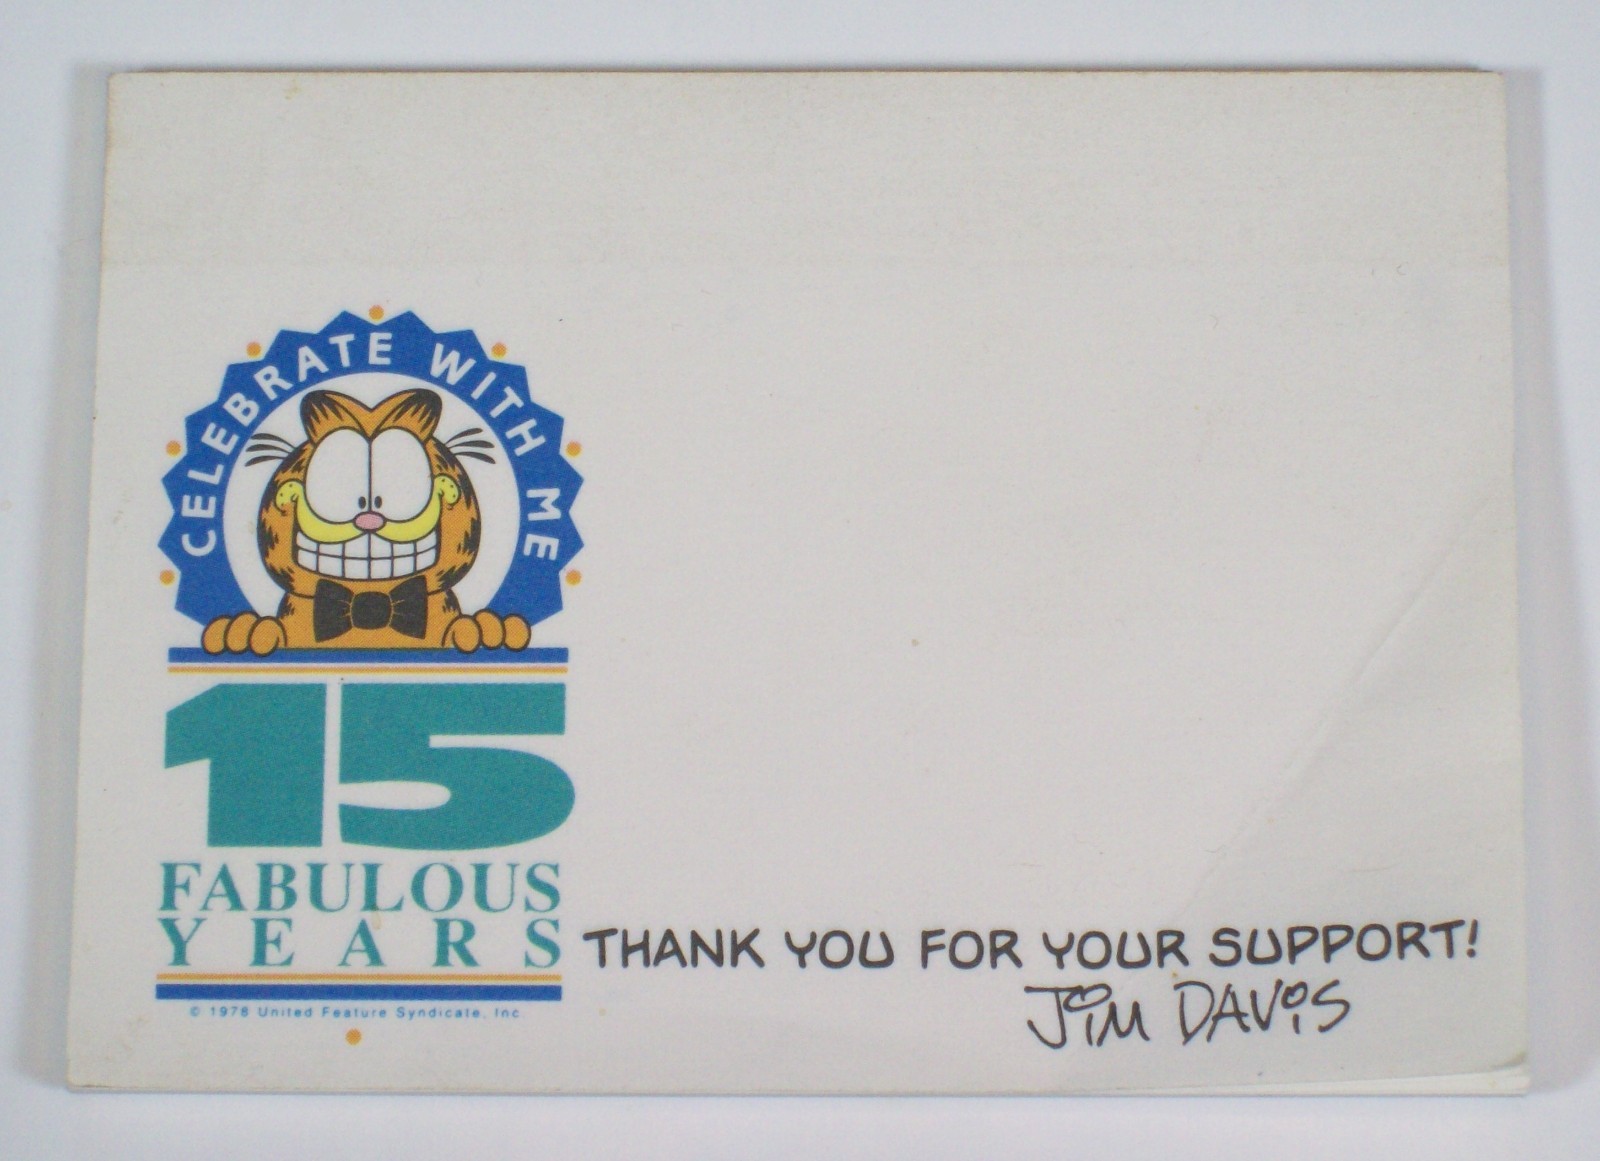 CELEBRATE WITH ME
15
FABULOUS
YEARS
© 1978 United Feature Syndicate, Inc.
THANK YOU FOR YOUR SUPPORT!
JiM DAViS